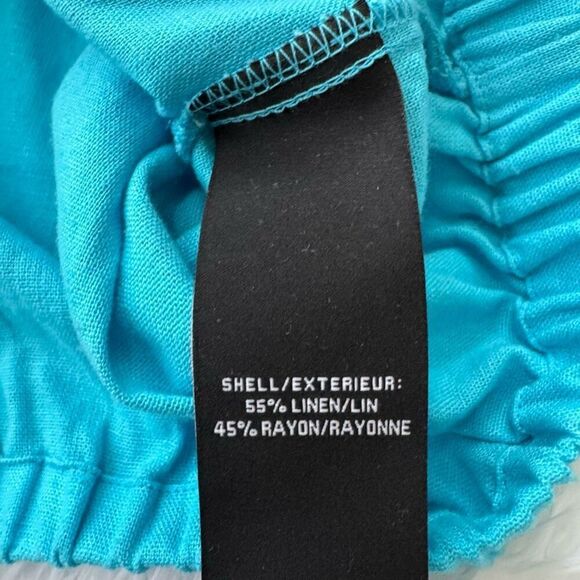 SHELL/EXTERIEUR:
55% LINEN/LIN
45% RAYON/RAYONNE